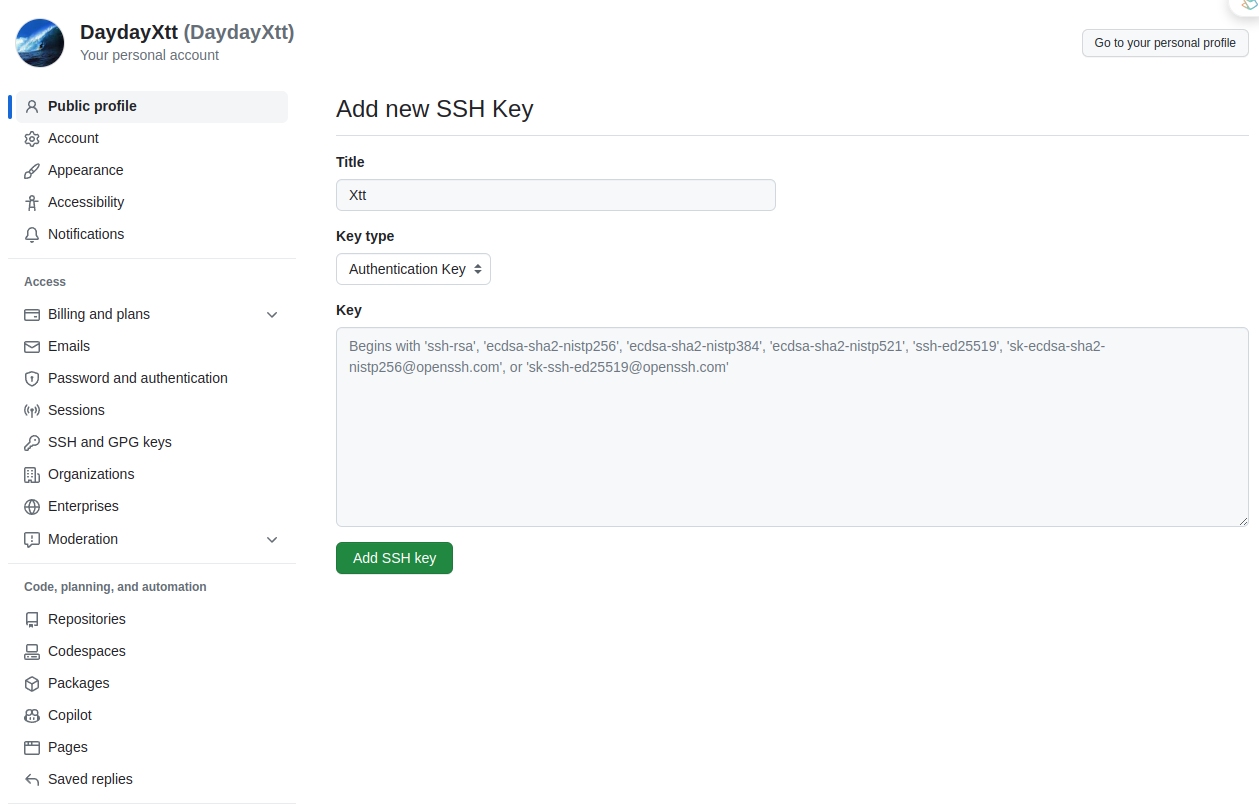 DaydayXtt (DaydayXtt)
Your personal account
Go to your personal profile
Public profile
Account
Appearance
Accessibility
Notifications
Access
Billing and plans
Emails
Password and authentication
Sessions
SSH and GPG keys
Organizations
Enterprises
Moderation
Code, planning, and automation
Repositories
Codespaces
Packages
Copilot
Pages
Saved replies
Add new SSH Key
Title
Xtt
Key type
Authentication Key
Key
Begins with 'ssh-rsa', 'ecdsa-sha2-nistp256', 'ecdsa-sha2-nistp384', 'ecdsa-sha2-nistp521', 'ssh-ed25519', 'sk-ecdsa-sha2-
nistp256@openssh.com', or 'sk-ssh-ed25519@openssh.com'
Add SSH key